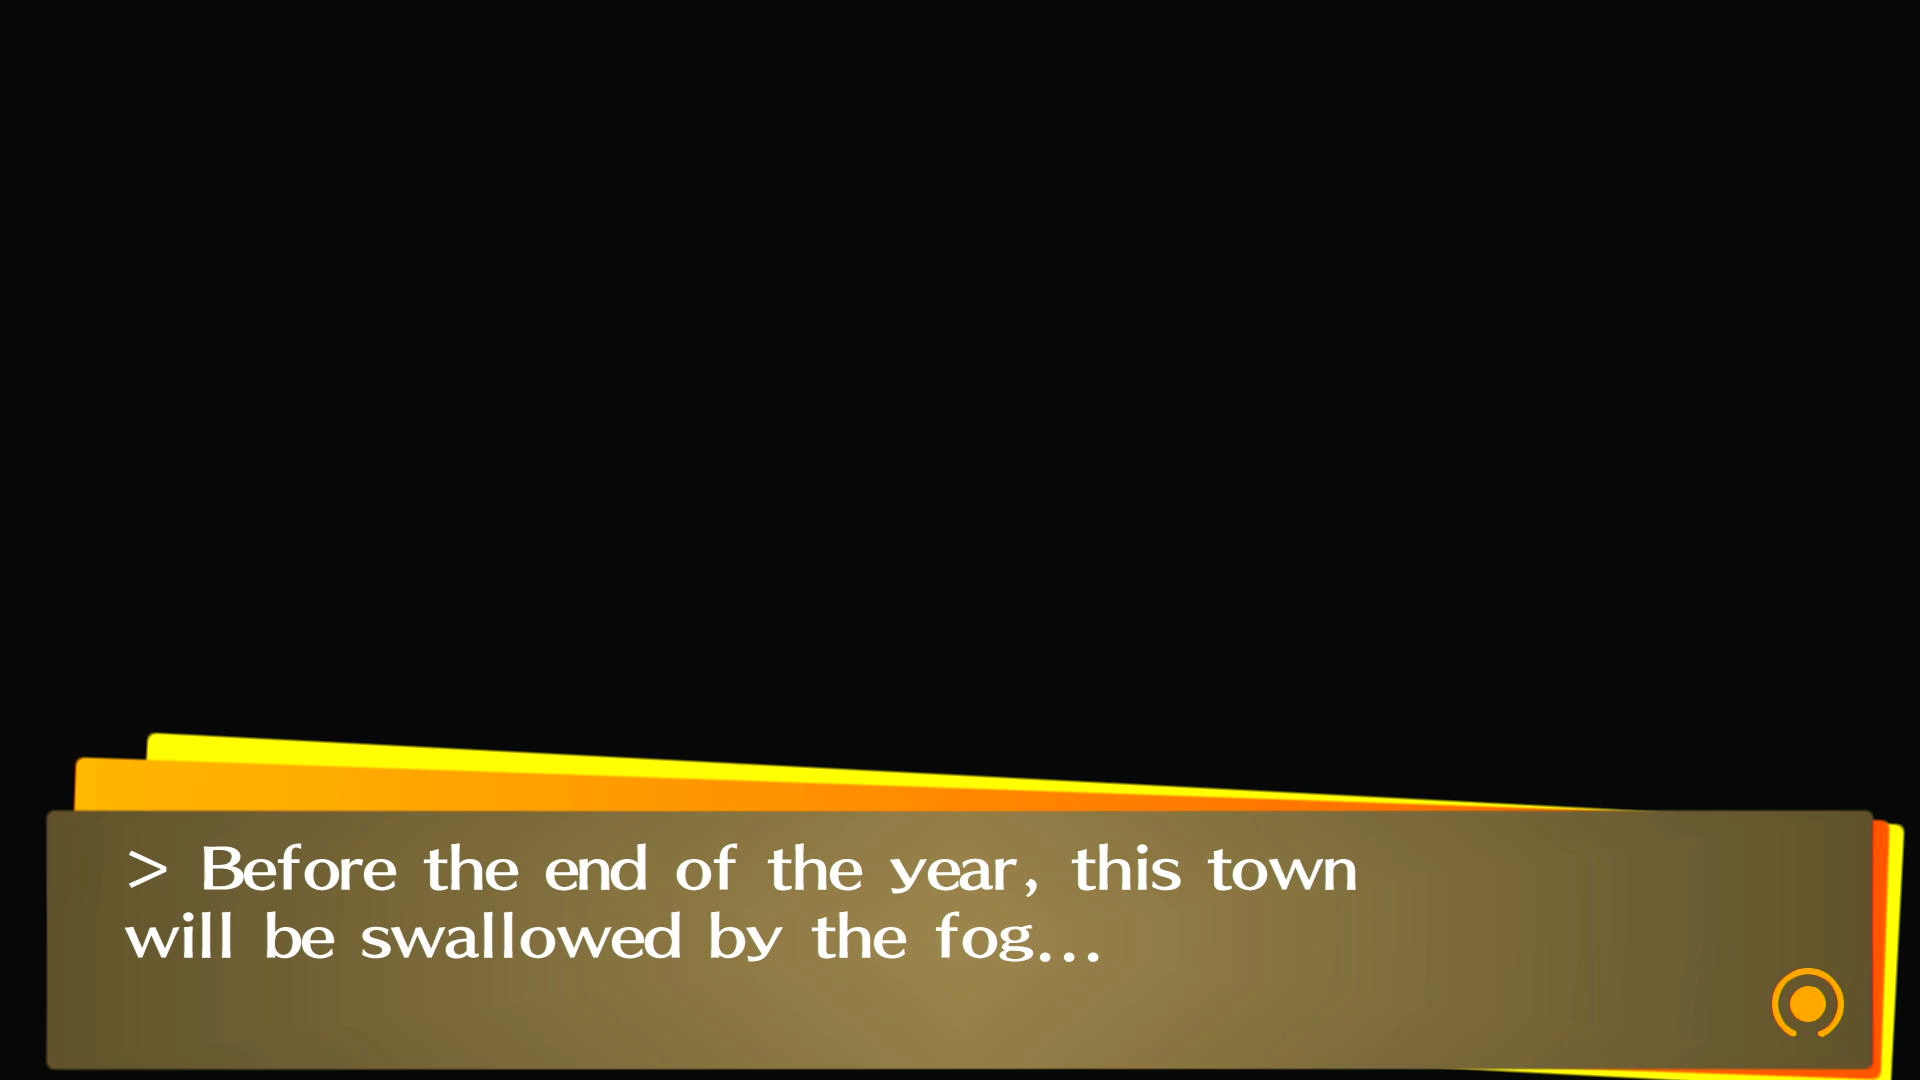 > Before the end of the year, this town
will be swallowed by the fog...